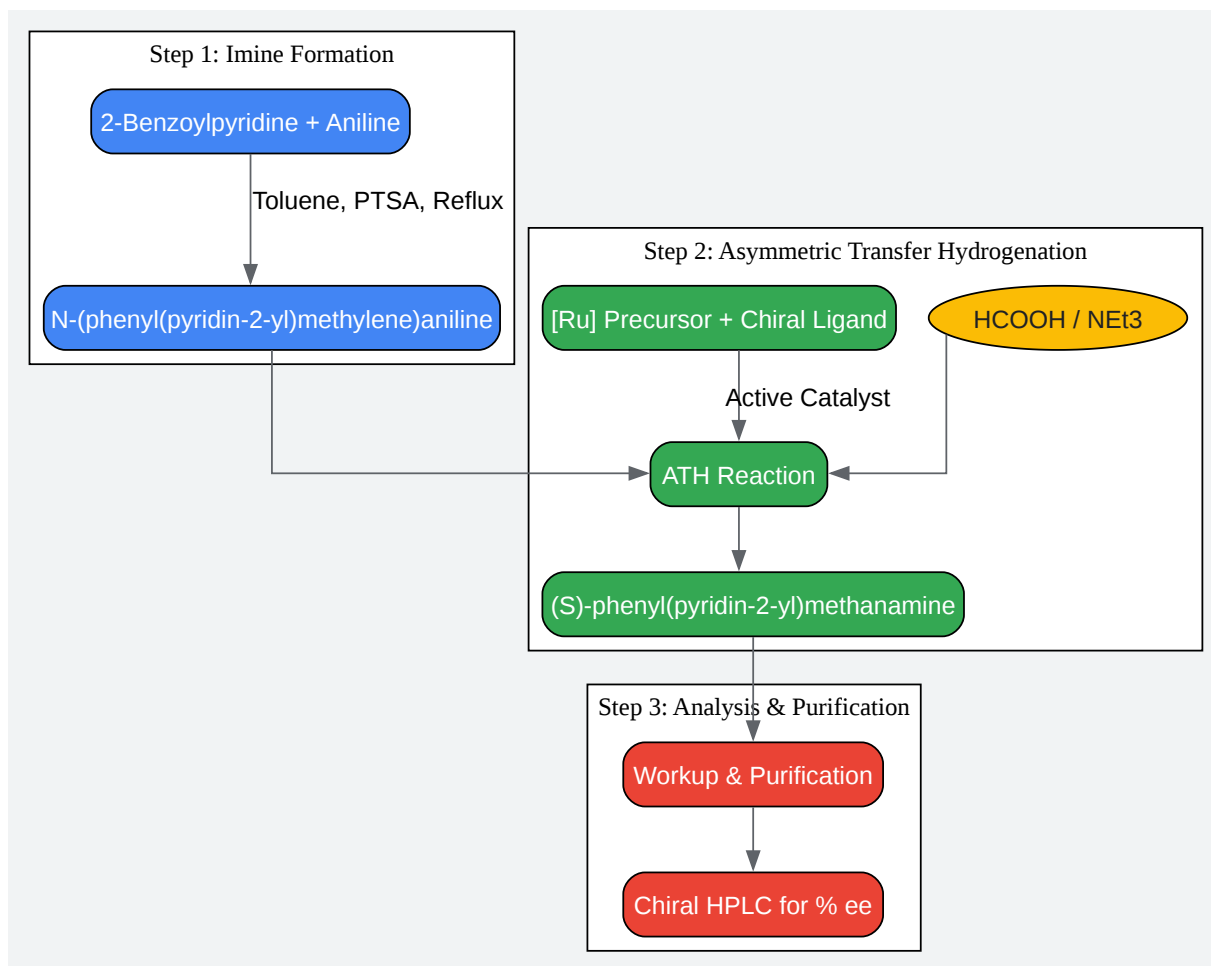 Step 1: Imine Formation
2-Benzoylpyridine + Aniline
Toluene, PTSA, Reflux
N-(phenyl(pyridin-2-yl)methylene)aniline
Step 2: Asymmetric Transfer Hydrogenation
[Ru] Precursor + Chiral Ligand
HCOOH / NEt3
Active Catalyst
ATH Reaction
(S)-phenyl(pyridin-2-yl)methanamine
Step 3: Analysis & Purification
Workup & Purification
Chiral HPLC for % ee